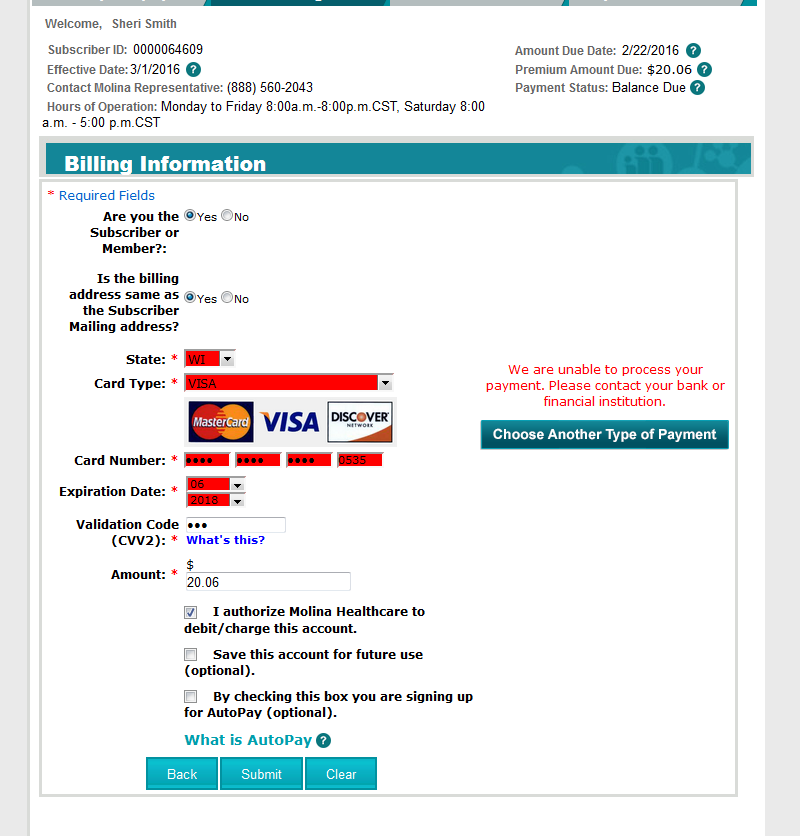 Welcome, Sheri Smith
Subscriber ID: 0000064609
Effective Date:3/1/2016 ?
Contact Molina Representative: (888) 560-2043
Hours of Operation: Monday to Friday 8:00a.m.-8:00p.m.CST, Saturday 8:00
a.m. - 5:00 p.m.CST
Amount Due Date: 2/22/2016 ?
Premium Amount Due: $20.06 ?
Payment Status: Balance Due ?
Billing Information
* Required Fields
Are you the
Subscriber or
Member?:
Yes No
Is the billing
address same as
the Subscriber
Mailing address?
Yes No
State: * WI
Card Type: * VISA
MasterCard VISA DISCOVER
NETWORK
Card Number: * •••• •••• •••• 0535
Expiration Date: * 06
2018
Validation Code
(CVV2): *
•••
What's this?
$
Amount: * 20.06
I authorize Molina Healthcare to
debit/charge this account.
Save this account for future use
(optional).
By checking this box you are signing up
for AutoPay (optional).
What is AutoPay ?
Back Submit Clear
We are unable to process your
payment. Please contact your bank or
financial institution.
Choose Another Type of Payment